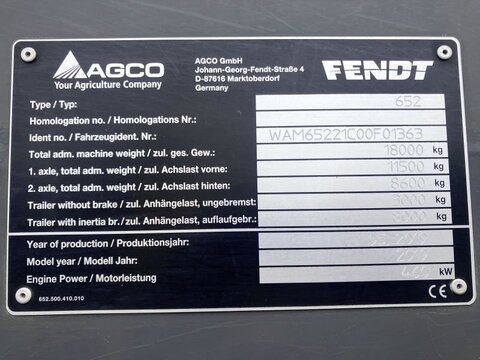 AGCO
Your Agriculture Company
AGCO GmbH
Johann-Georg-Fendt-Straße 4
D-87616 Marktoberdorf
Germany
FENDT
Type / Typ: 652
Homologation no. / Homologations Nr.:
Ident no. / Fahrzeugident. Nr.: WAM65221C00F01363
Total adm. machine weight / zul. ges. Gew.: 18000 kg
1. axle, total adm. weight / zul. Achslast vorne: 11500 kg
2. axle, total adm. weight / zul. Achslast hinten: 8600 kg
Trailer without brake / zul. Anhängelast, ungebremst: 3000 kg
Trailer with inertia br./ zul. Anhängelast, auflaufgebr.: kg
Year of production / Produktionsjahr:
Model year / Modell Jahr:
Engine Power / Motorleistung kW
652.500.410.010
CE